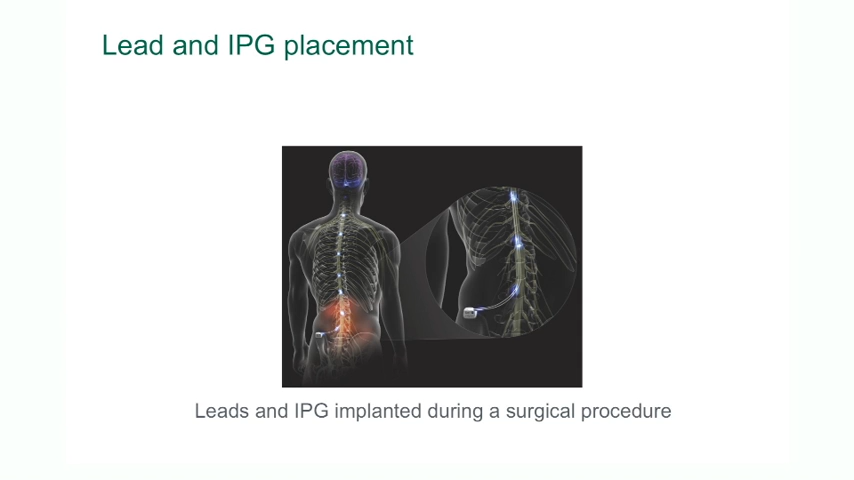 Lead and IPG placement
Leads and IPG implanted during a surgical procedure